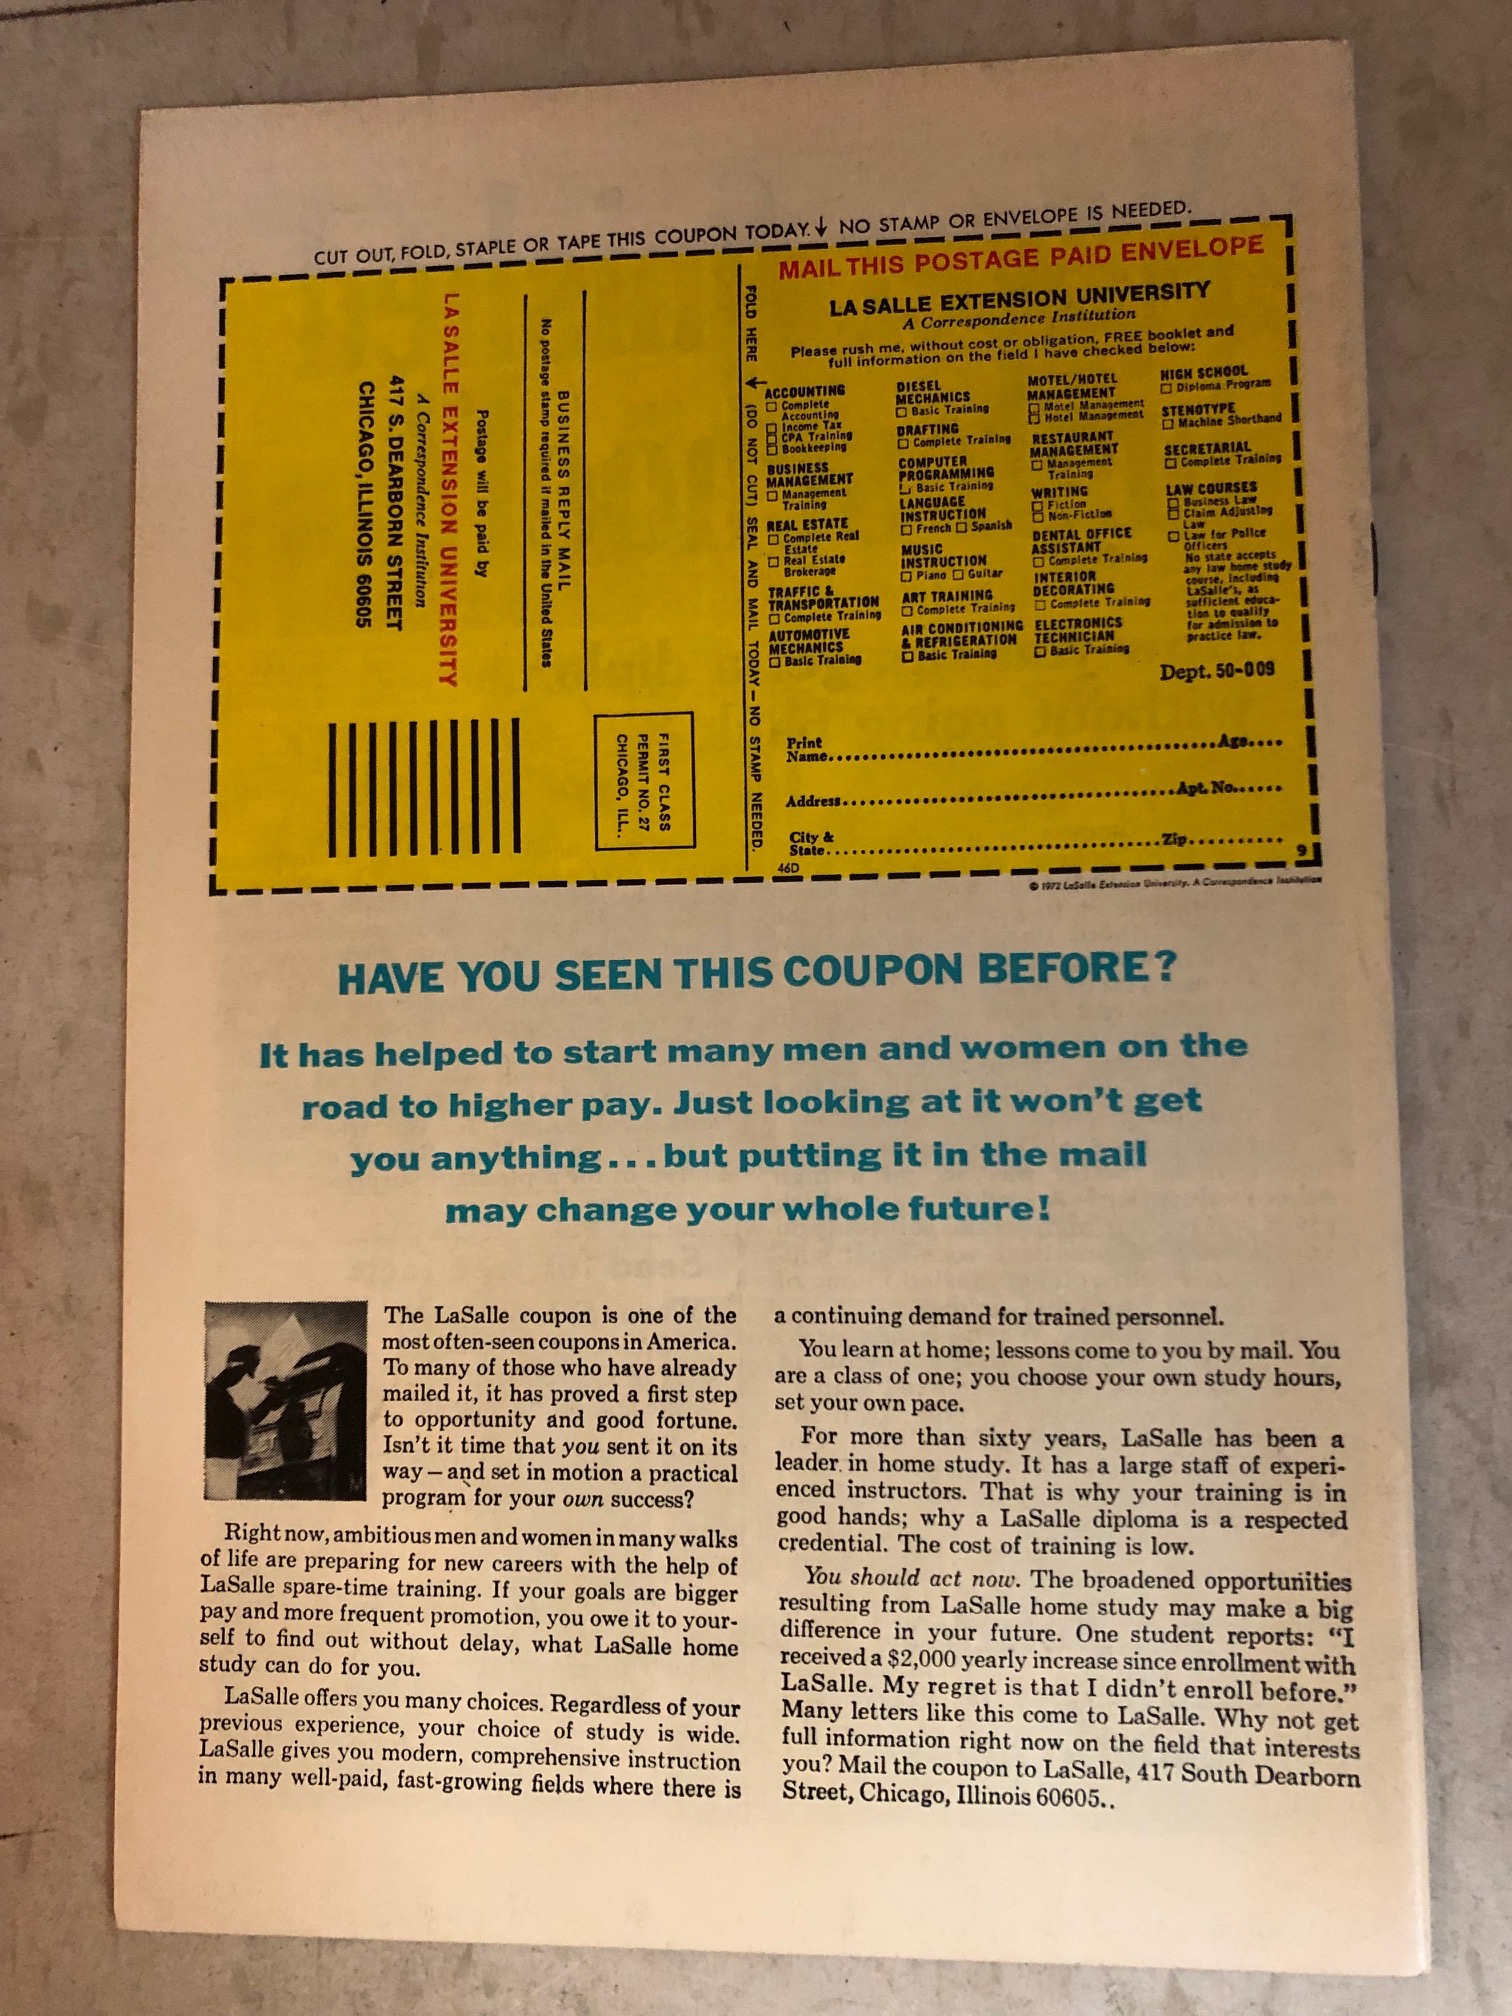 CUT OUT, FOLD, STAPLE OR TAPE THIS COUPON TODAY.↓ NO STAMP OR ENVELOPE IS NEEDED.
BUSINESS REPLY MAIL
No postage stamp required if mailed in the United States
Postage will be paid by
LA SALLE EXTENSION UNIVERSITY
A Correspondence Institution
417 S. DEARBORN STREET
CHICAGO, ILLINOIS 60605
FIRST CLASS
PERMIT NO. 27
CHICAGO, ILL..
FOLD HERE ↓ (DO NOT CUT) SEAL AND MAIL TODAY — NO STAMP NEEDED.
MAIL THIS POSTAGE PAID ENVELOPE
LA SALLE EXTENSION UNIVERSITY
A Correspondence Institution
Please rush me, without cost or obligation, FREE booklet and
full information on the field I have checked below:
ACCOUNTING
☐ Complete
Accounting
☐ Income Tax
☐ CPA Training
☐ Bookkeeping
BUSINESS
MANAGEMENT
☐ Management
Training
REAL ESTATE
☐ Complete Real
Estate
☐ Real Estate
Brokerage
TRAFFIC &
TRANSPORTATION
☐ Complete Training
AUTOMOTIVE
MECHANICS
☐ Basic Training
DIESEL
MECHANICS
☐ Basic Training
DRAFTING
☐ Complete Training
COMPUTER
PROGRAMMING
☐ Basic Training
LANGUAGE
INSTRUCTION
☐ French ☐ Spanish
MUSIC
INSTRUCTION
☐ Piano ☐ Guitar
ART TRAINING
☐ Complete Training
AIR CONDITIONING
& REFRIGERATION
☐ Basic Training
MOTEL/HOTEL
MANAGEMENT
☐ Motel Management
☐ Hotel Management
RESTAURANT
MANAGEMENT
☐ Management
Training
WRITING
☐ Fiction
☐ Non-Fiction
DENTAL OFFICE
ASSISTANT
☐ Complete Training
INTERIOR
DECORATING
☐ Complete Training
ELECTRONICS
TECHNICIAN
☐ Basic Training
HIGH SCHOOL
☐ Diploma Program
STENOTYPE
☐ Machine Shorthand
SECRETARIAL
☐ Complete Training
LAW COURSES
☐ Business Law
☐ Claim Adjusting
Law
☐ Law for Police
Officers
No state accepts
any law home study
course, including
LaSalle's, as
sufficient educa-
tion to qualify
for admission to
practice law.
Dept. 50-009
Print
Name........................................Age....
Address........................................Apt. No......
City &
State........................................Zip..........
46D
9
© 1972 LaSalle Extension University. A Correspondence Institution
HAVE YOU SEEN THIS COUPON BEFORE?
It has helped to start many men and women on the
road to higher pay. Just looking at it won't get
you anything...but putting it in the mail
may change your whole future!
The LaSalle coupon is one of the
most often-seen coupons in America.
To many of those who have already
mailed it, it has proved a first step
to opportunity and good fortune.
Isn't it time that you sent it on its
way — and set in motion a practical
program for your own success?
Right now, ambitious men and women in many walks
of life are preparing for new careers with the help of
LaSalle spare-time training. If your goals are bigger
pay and more frequent promotion, you owe it to your-
self to find out without delay, what LaSalle home
study can do for you.
LaSalle offers you many choices. Regardless of your
previous experience, your choice of study is wide.
LaSalle gives you modern, comprehensive instruction
in many well-paid, fast-growing fields where there is
a continuing demand for trained personnel.
You learn at home; lessons come to you by mail. You
are a class of one; you choose your own study hours,
set your own pace.
For more than sixty years, LaSalle has been a
leader in home study. It has a large staff of experi-
enced instructors. That is why your training is in
good hands; why a LaSalle diploma is a respected
credential. The cost of training is low.
You should act now. The broadened opportunities
resulting from LaSalle home study may make a big
difference in your future. One student reports: "I
received a $2,000 yearly increase since enrollment with
LaSalle. My regret is that I didn't enroll before."
Many letters like this come to LaSalle. Why not get
full information right now on the field that interests
you? Mail the coupon to LaSalle, 417 South Dearborn
Street, Chicago, Illinois 60605..